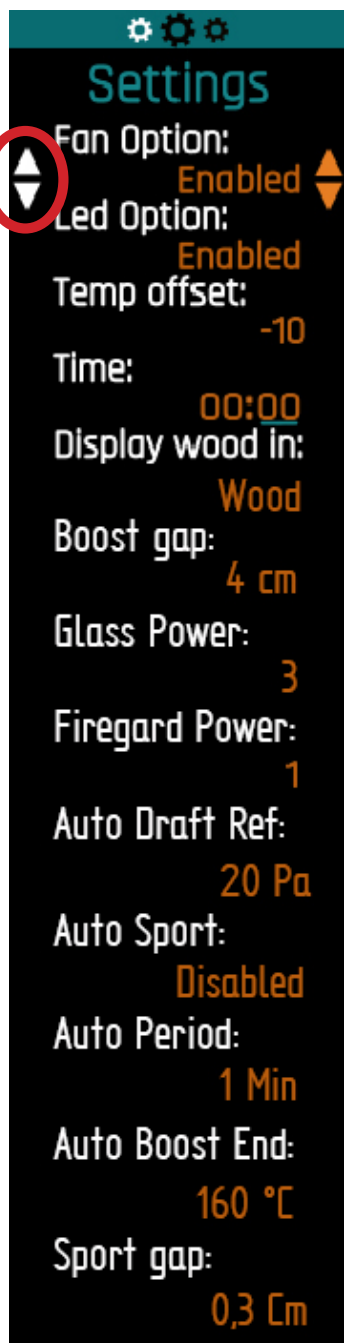 Settings
Fan Option:
Enabled
Led Option:
Enabled
Temp offset:
-10
Time:
00:00
Display wood in:
Wood
Boost gap:
4 cm
Glass Power:
3
Firegard Power:
1
Auto Draft Ref:
20 Pa
Auto Sport:
Disabled
Auto Period:
1 Min
Auto Boost End:
160 °C
Sport gap:
0,3 Cm